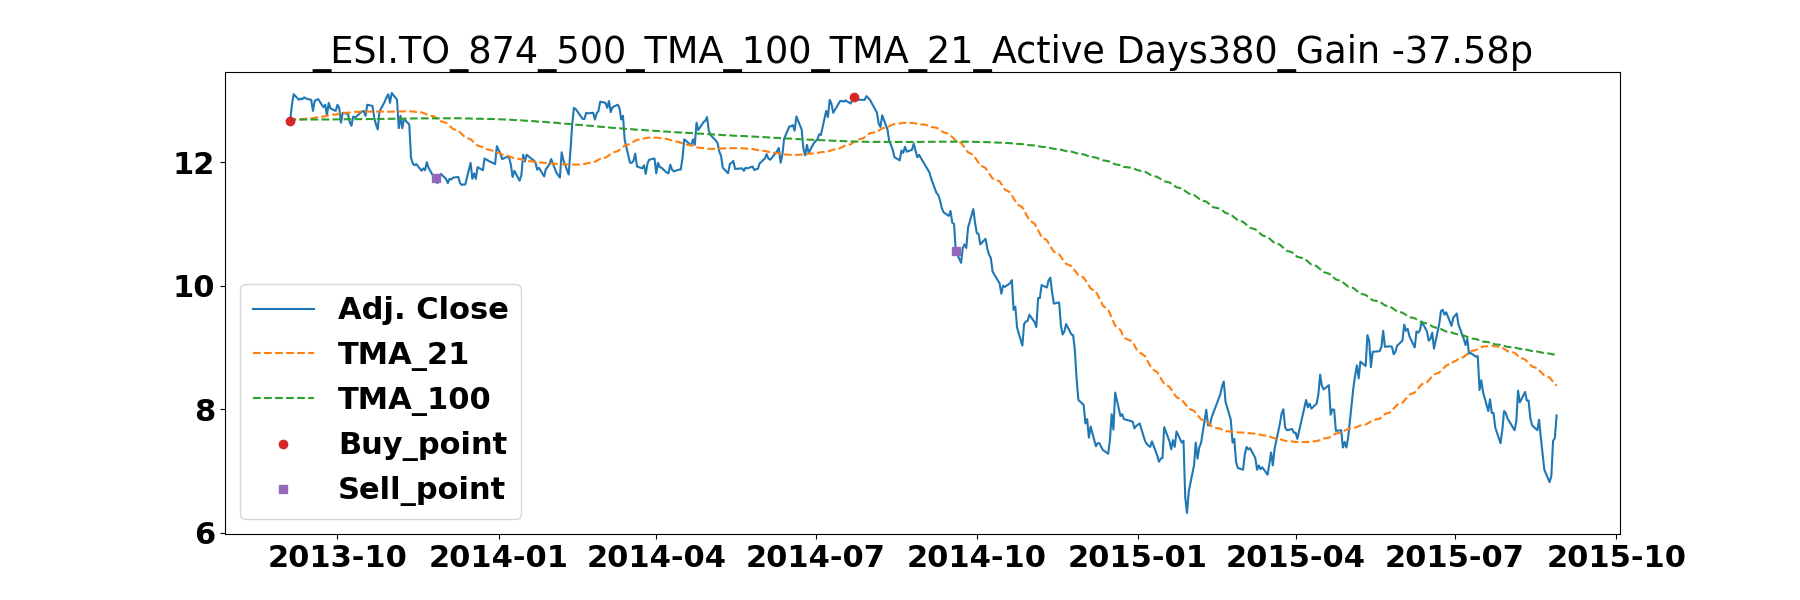 _ESI.TO_874_500_TMA_100_TMA_21_Active Days380_Gain -37.58p
12
10
8
6
Adj. Close
TMA_21
TMA_100
Buy_point
Sell_point
2013-10 2014-01 2014-04 2014-07 2014-10 2015-01 2015-04 2015-07 2015-10